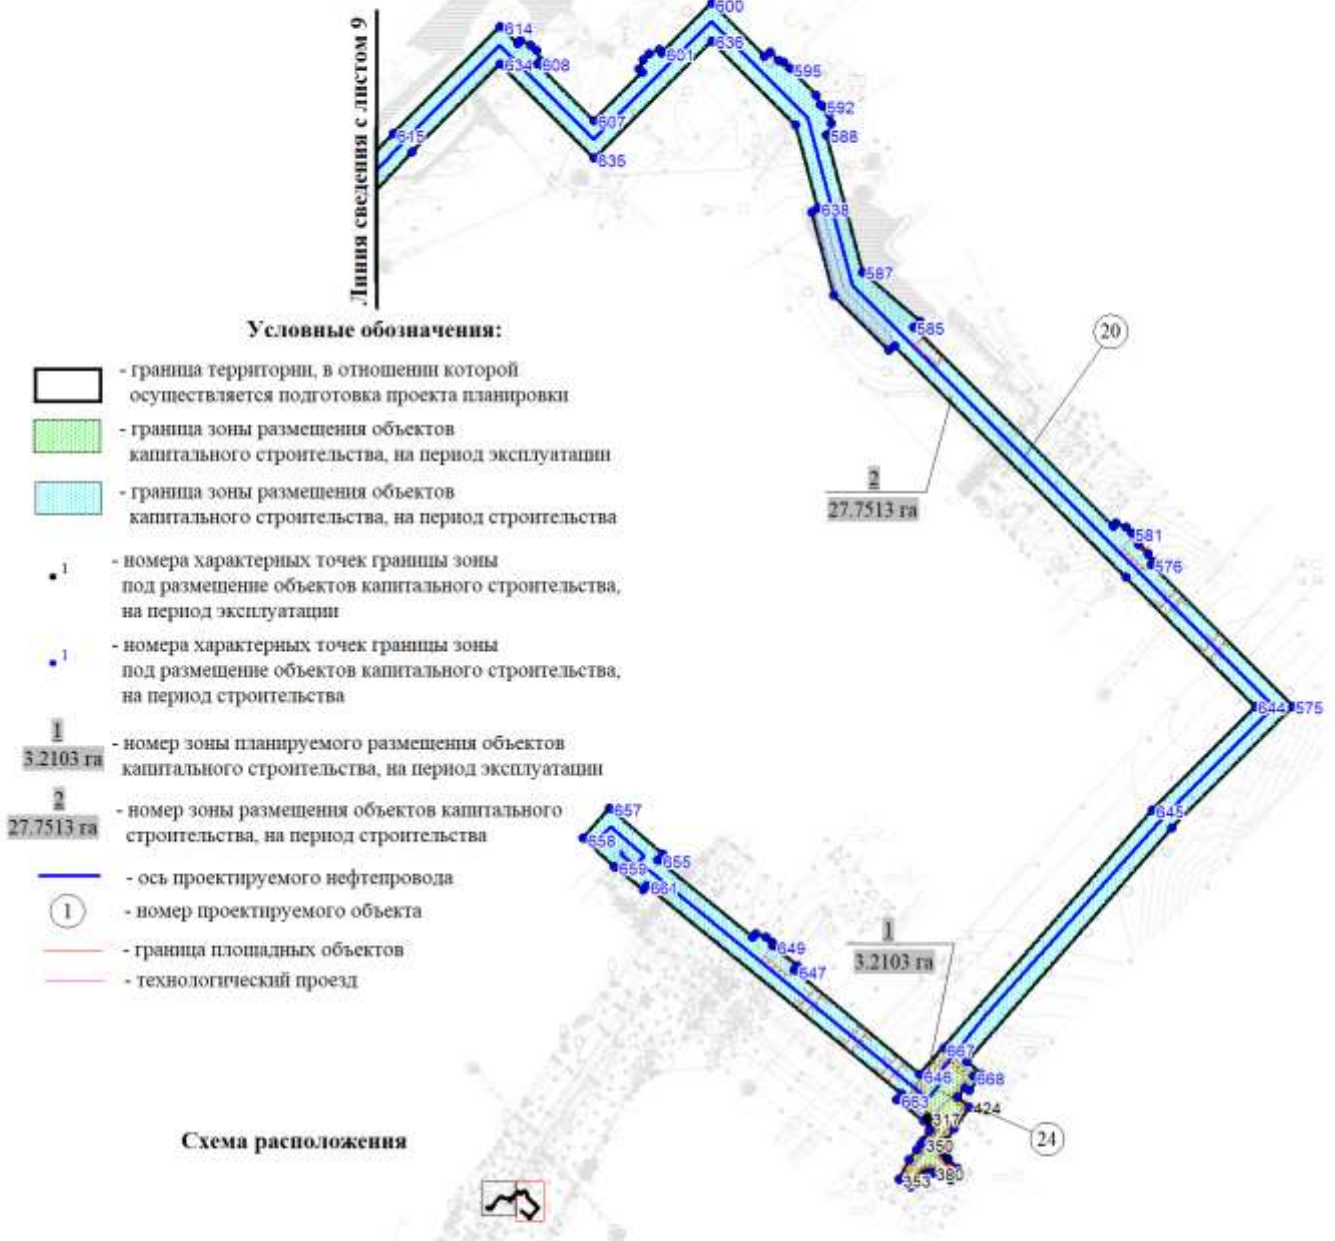 Линия сведения с листом 9
600
614
636
601
634
608
595
592
607
588
615
635
638
587
585
20
Условные обозначения:
- граница территории, в отношении которой
осуществляется подготовка проекта планировки
- граница зоны размещения объектов
капитального строительства, на период эксплуатации
- граница зоны размещения объектов
капитального строительства, на период строительства
2
27.7513 га
581
576
1
- номера характерных точек границы зоны
под размещение объектов капитального строительства,
на период эксплуатации
1
- номера характерных точек границы зоны
под размещение объектов капитального строительства,
на период строительства
644
575
1
3.2103 га
- номер зоны планируемого размещения объектов
капитального строительства, на период эксплуатации
2
27.7513 га
- номер зоны размещения объектов капитального
строительства, на период строительства
- ось проектируемого нефтепровода
1
- номер проектируемого объекта
- граница площадных объектов
- технологический проезд
657
645
658
655
659
661
649
647
1
3.2103 га
667
646
668
663
424
317
24
350
380
353
Схема расположения